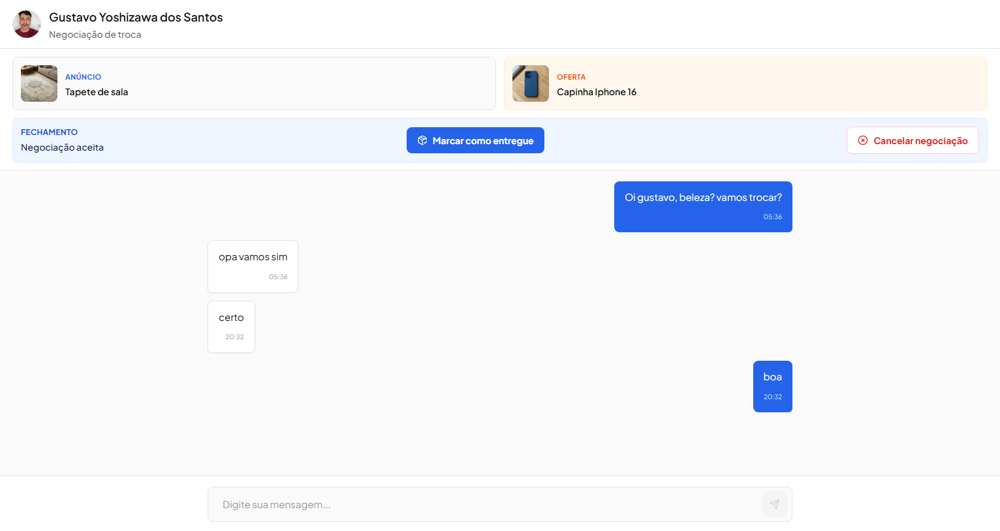 Gustavo Yoshizawa dos Santos
Negociação de troca
ANÚNCIO
Tapete de sala
OFERTA
Capinha Iphone 16
FECHAMENTO
Negociação aceita
Marcar como entregue
Cancelar negociação
Oi gustavo, beleza? vamos trocar?
05:36
opa vamos sim
05:36
certo
20:32
boa
20:32
Digite sua mensagem...